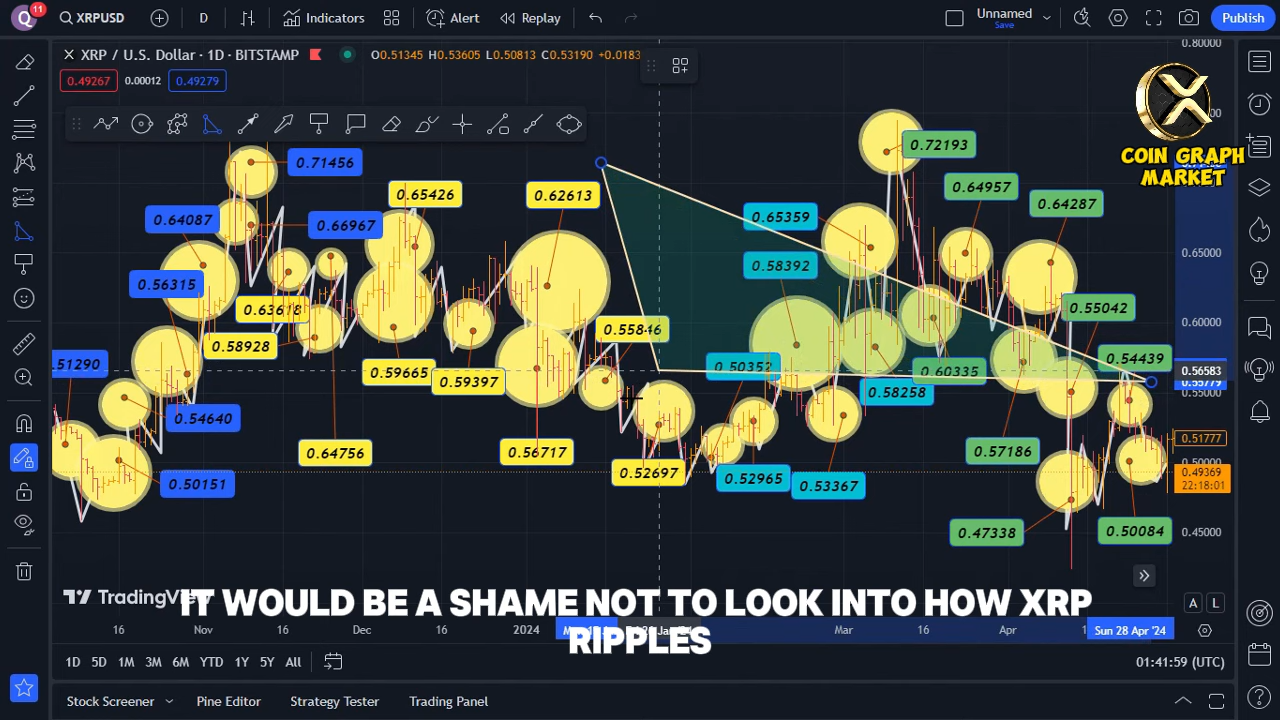 Q
11
XRPUSD
D
Indicators
Alert
Replay
Unnamed
Save
Publish
XRP / U.S. Dollar · 1D · BITSTAMP
O0.51345 H0.53605 L0.50813 C0.53190 +0.0183
0.49267
0.00012
0.49279
COIN GRAPH
MARKET
0.80000
0.71456
0.72193
0.65426
0.62613
0.64957
0.64287
0.64087
0.66967
0.65359
0.65000
0.56315
0.58392
0.63618
0.55846
0.55042
0.60000
0.58928
0.51290
0.59665
0.59397
0.50352
0.60335
0.54439
0.56583
0.55779
0.55000
0.58258
0.54640
0.64756
0.56717
0.57186
0.51777
0.50151
0.52697
0.52965
0.53367
0.50000
0.49369
22:18:01
0.47338
0.50084
0.45000
TradingView
IT WOULD BE A SHAME NOT TO LOOK INTO HOW XRP
RIPPLES
A
L
16
Nov
16
Dec
2024
Mar
16
Apr
Sun 28 Apr '24
1D 5D 1M 3M 6M YTD 1Y 5Y All
01:41:59 (UTC)
Stock Screener
Pine Editor
Strategy Tester
Trading Panel